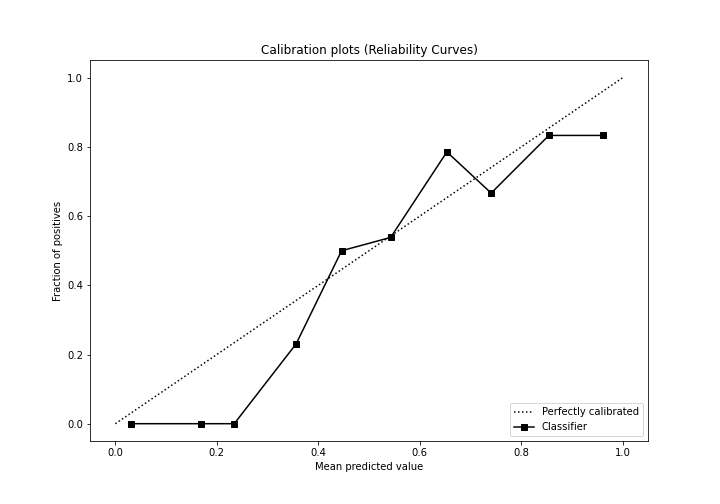 Calibration plots (Reliability Curves)
Fraction of positives
1.0
0.8
0.6
0.4
0.2
0.0
0.0 0.2 0.4 0.6 0.8 1.0
Mean predicted value
Perfectly calibrated
Classifier